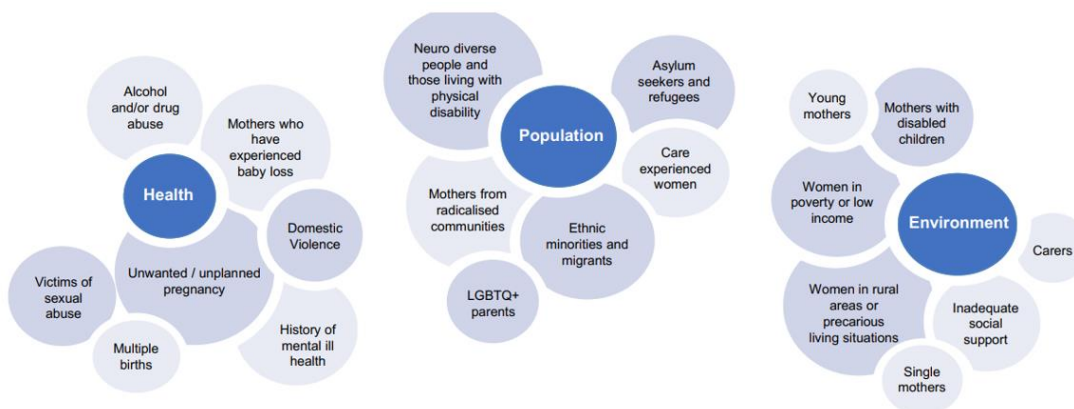 Alcohol
and/or drug
abuse
Mothers who
have
experienced
baby loss
Health
Domestic
Violence
Unwanted / unplanned
pregnancy
Victims of
sexual
abuse
Multiple
births
History of
mental ill
health
Neuro diverse
people and
those living with
physical
disability
Asylum
seekers and
refugees
Population
Care
experienced
women
Mothers from
radicalised
communities
Ethnic
minorities and
migrants
LGBTQ+
parents
Young
mothers
Mothers with
disabled
children
Women in
poverty or low
income
Environment
Carers
Women in rural
areas or
precarious
living situations
Inadequate
social
support
Single
mothers